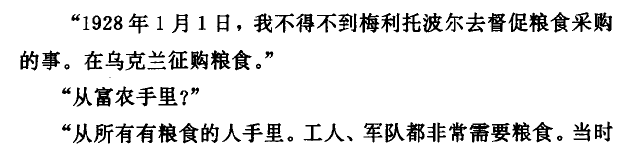 “1928年1月1日，我不得不到梅利托波尔去督促粮食采购
的事。在乌克兰征购粮食。”
“从富农手里?”
“从所有有粮食的人手里。工人、军队都非常需要粮食。当时